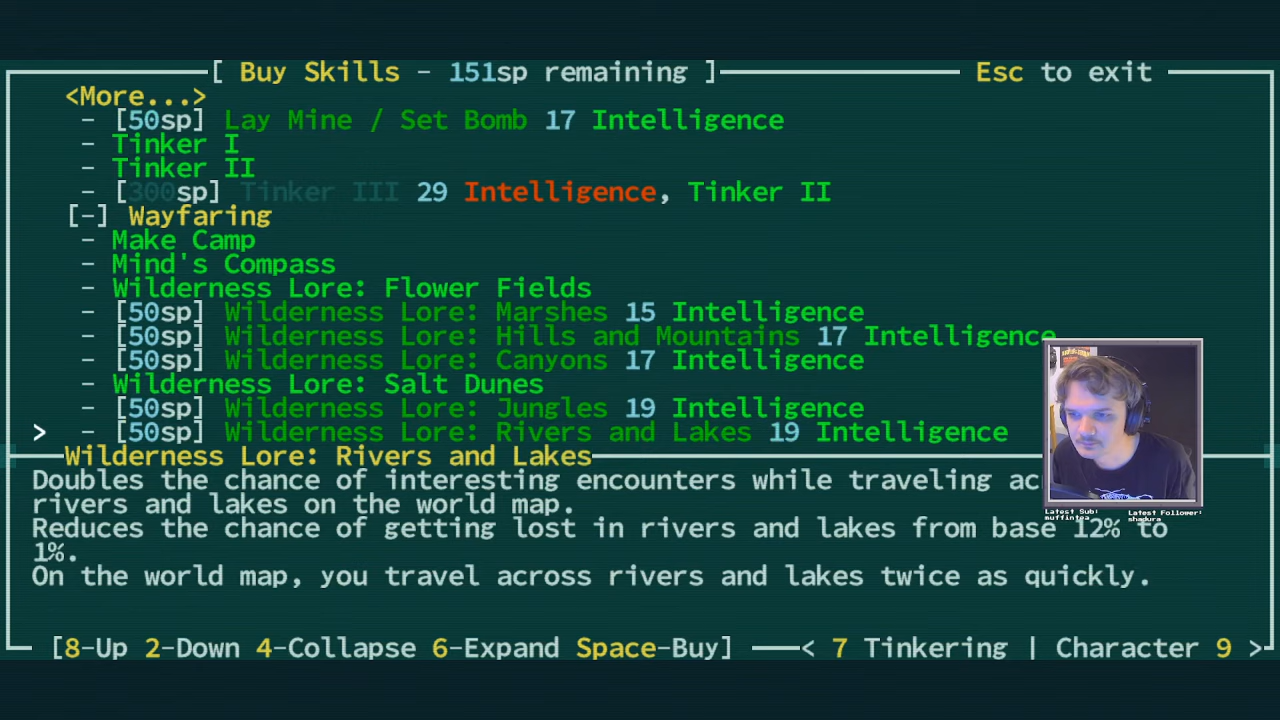 [ Buy Skills - 151sp remaining ] Esc to exit
<More...>
- [50sp] Lay Mine / Set Bomb 17 Intelligence
- Tinker I
- Tinker II
- [300sp] Tinker III 29 Intelligence, Tinker II
[-] Wayfaring
- Make Camp
- Mind's Compass
- Wilderness Lore: Flower Fields
- [50sp] Wilderness Lore: Marshes 15 Intelligence
- [50sp] Wilderness Lore: Hills and Mountains 17 Intelligence
- [50sp] Wilderness Lore: Canyons 17 Intelligence
- Wilderness Lore: Salt Dunes
- [50sp] Wilderness Lore: Jungles 19 Intelligence
> - [50sp] Wilderness Lore: Rivers and Lakes 19 Intelligence
Wilderness Lore: Rivers and Lakes
Doubles the chance of interesting encounters while traveling
rivers and lakes on the world map.
Reduces the chance of getting lost in rivers and lakes from base 12% to
1%.
On the world map, you travel across rivers and lakes twice as quickly.
Latest Sub: Latest Follower:
muffintea shadura
[8-Up 2-Down 4-Collapse 6-Expand Space-Buy] < 7 Tinkering | Character 9 >